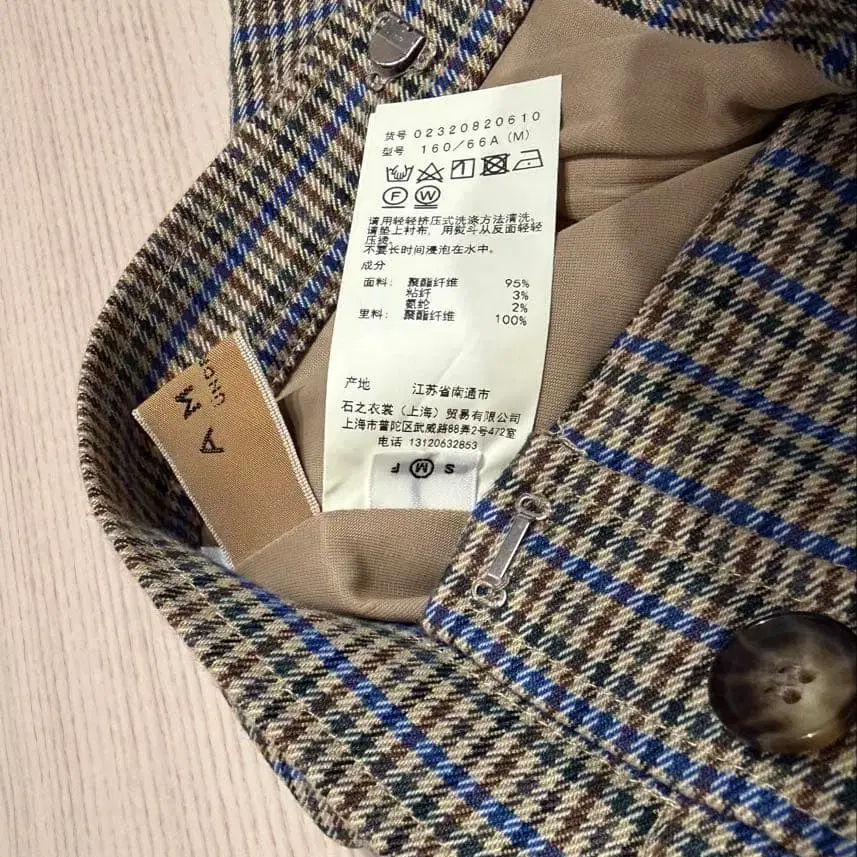 货号 02320820610
型号 160/66A (M)
F W
请用轻轻挤压式洗涤方法清洗。
请垫上衬布,用熨斗从反面轻轻
压烫。
不要长时间浸泡在水中。
成分
面料: 聚酯纤维 95%
粘纤 3%
氨纶 2%
里料: 聚酯纤维 100%
产地 江苏省南通市
石之衣裳(上海)贸易有限公司
上海市普陀区武威路88弄2号472室
电话 13120632853
S M F